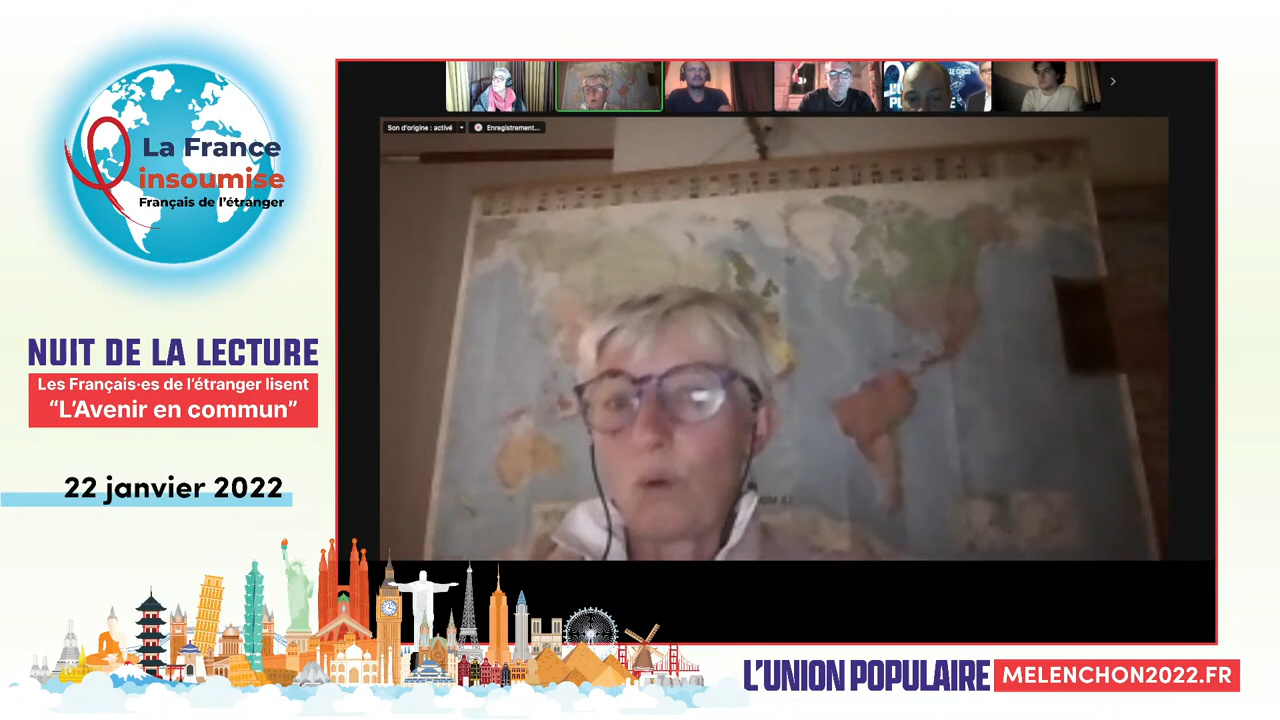 La France
insoumise
Français de l'étranger
NUIT DE LA LECTURE
Les Français·es de l'étranger lisent
“L'Avenir en commun”
22 janvier 2022
Son d'origine : activé
Enregistrement...
L'UNION POPULAIRE
MELENCHON2022.FR